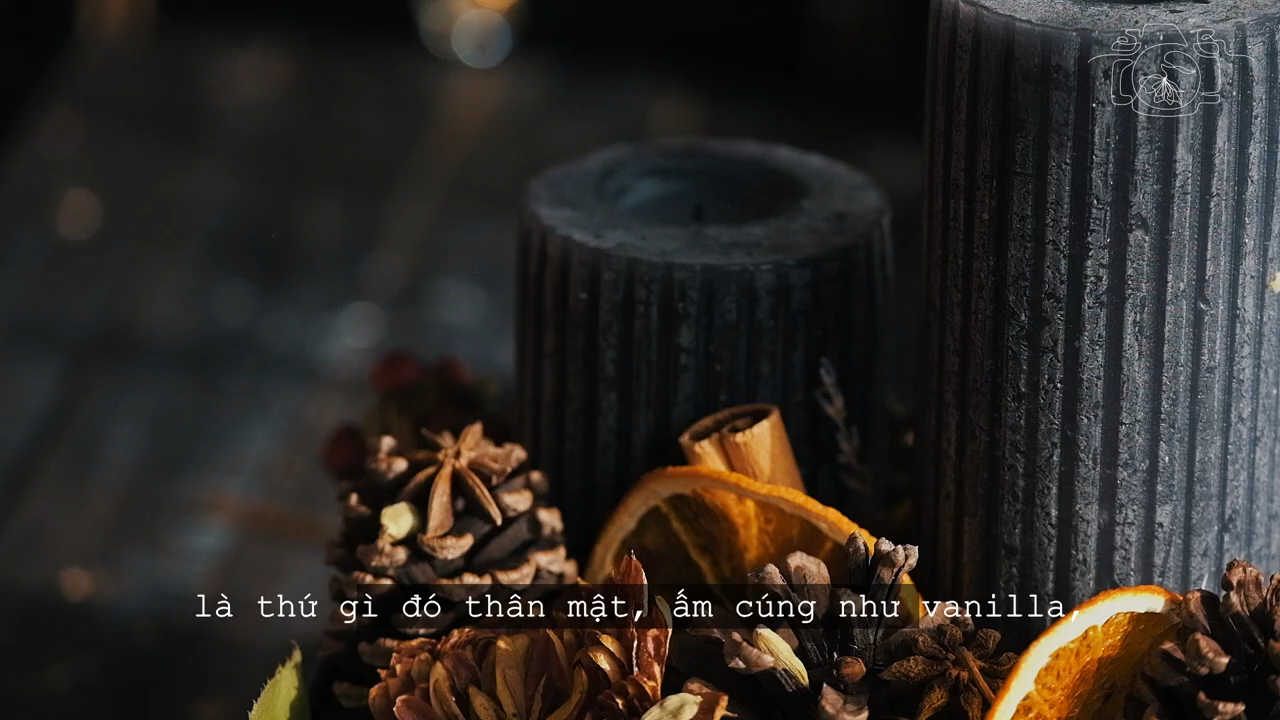 là thứ gì đó thân mật, ấm cúng như vanilla,